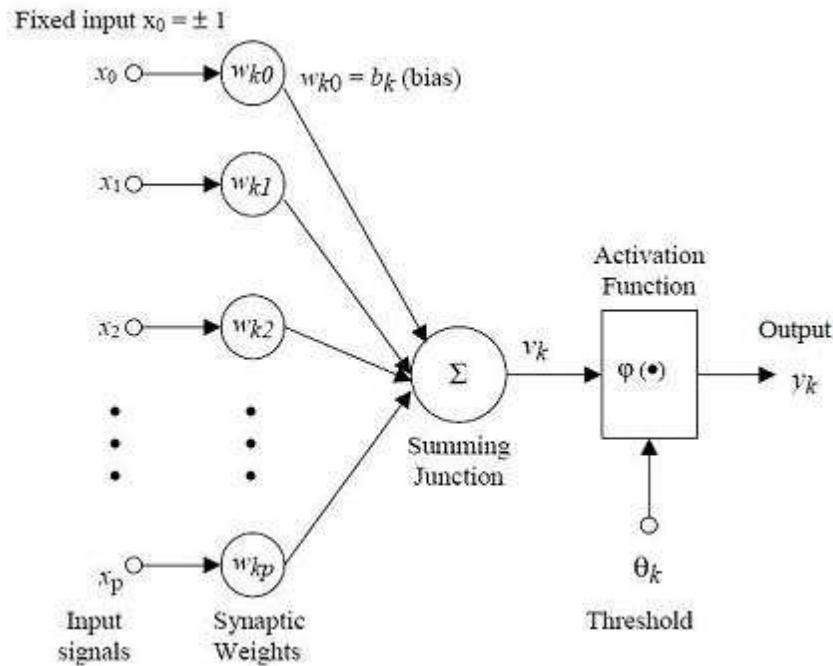 Fixed input x₀ = ± 1
x₀
wk0
wk0 = bk (bias)
x₁
wk1
x₂
wk2
xp
wkp
Input
signals
Synaptic
Weights
Σ
Summing
Junction
vk
Activation
Function
φ (•)
Output
yk
θk
Threshold